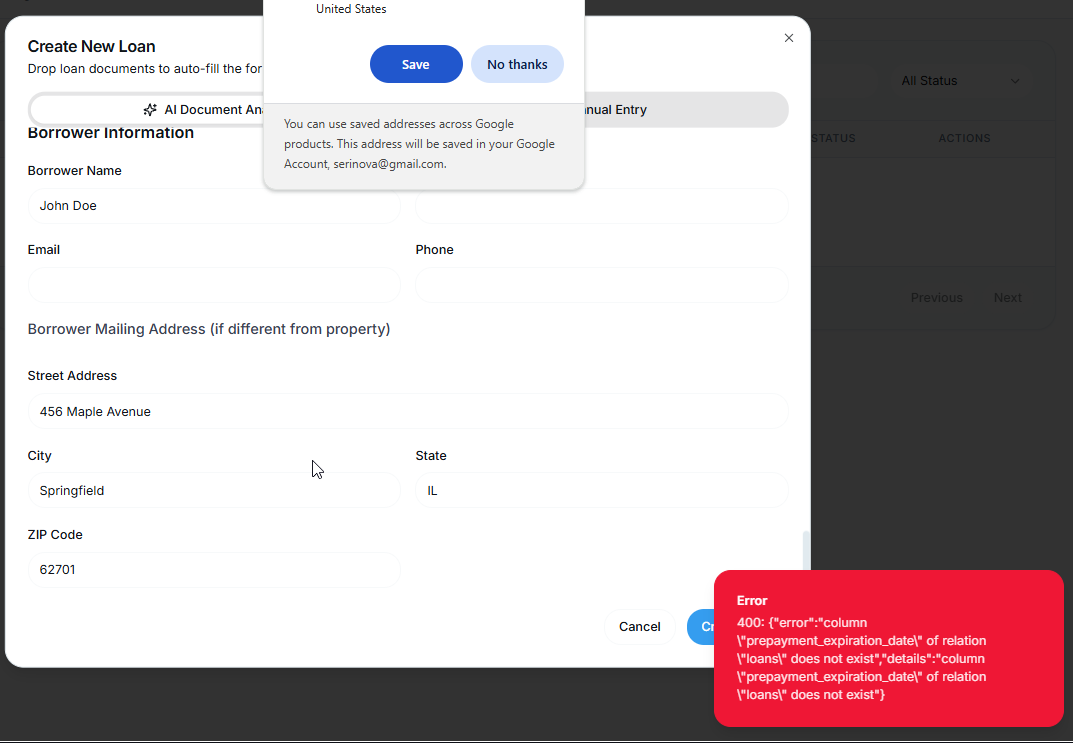 United States
Save
No thanks
You can use saved addresses across Google
products. This address will be saved in your Google
Account, serinova@gmail.com.
Create New Loan
Drop loan documents to auto-fill the for
AI Document Ana
nual Entry
All Status
STATUS
ACTIONS
Previous
Next
Borrower Information
Borrower Name
John Doe
Email
Phone
Borrower Mailing Address (if different from property)
Street Address
456 Maple Avenue
City
State
Springfield
IL
ZIP Code
62701
Cancel
Cr
Error
400: {"error":"column
\"prepayment_expiration_date\" of relation
\"loans\" does not exist","details":"column
\"prepayment_expiration_date\" of relation
\"loans\" does not exist"}